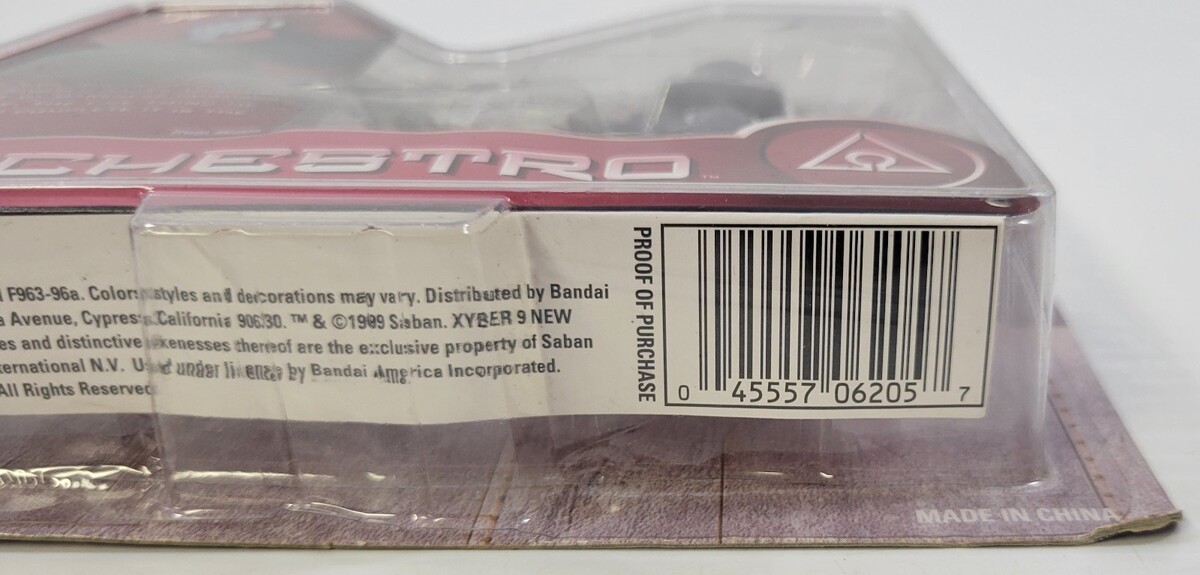 CHESTRO™
F963-96a. Colors styles and decorations may vary. Distributed by Bandai
Avenue, Cypress California 90630. ™ & ©1999 Saban. XYBER 9 NEW
es and distinctive likenesses thereof are the exclusive property of Saban
ternational N.V. Used under license by Bandai America Incorporated.
All Rights Reserved
PROOF OF PURCHASE
0 45557 06205 7
MADE IN CHINA